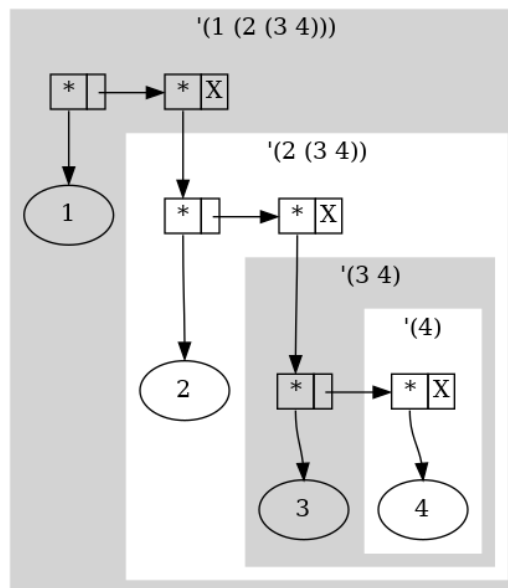 '(1 (2 (3 4)))
* * X
'(2 (3 4))
1 * * X
'(3 4)
'(4)
2 * * X
3 4